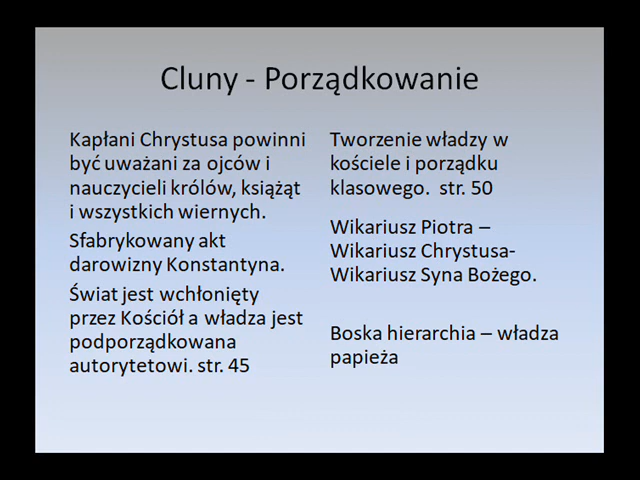 Cluny - Porządkowanie
Kapłani Chrystusa powinni
być uważani za ojców i
nauczycieli królów, książąt
i wszystkich wiernych.
Sfabrykowany akt
darowizny Konstantyna.
Świat jest wchłonięty
przez Kościół a władza jest
podporządkowana
autorytetowi. str. 45
Tworzenie władzy w
kościele i porządku
klasowego.  str. 50
Wikariusz Piotra –
Wikariusz Chrystusa-
Wikariusz Syna Bożego.
Boska hierarchia – władza
papieża